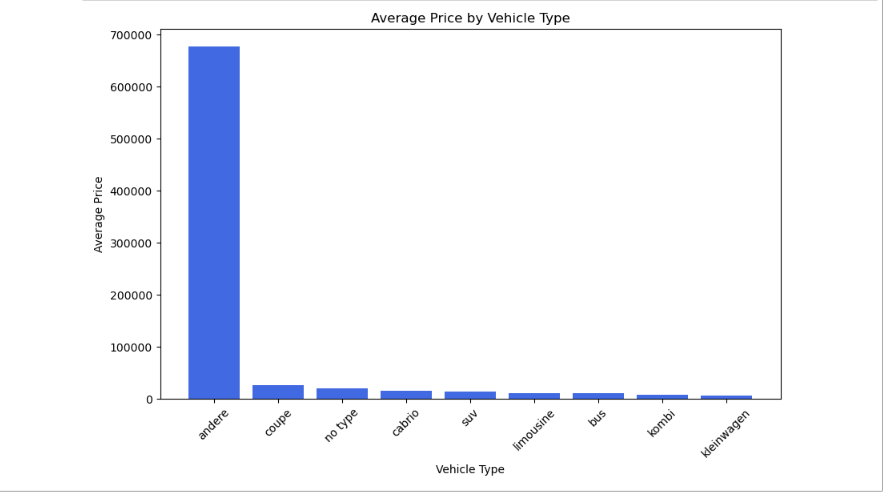 Average Price by Vehicle Type
700000
600000
500000
400000
300000
200000
100000
0
Average Price
andere
coupe
no type
cabrio
suv
limousine
bus
kombi
kleinwagen
Vehicle Type